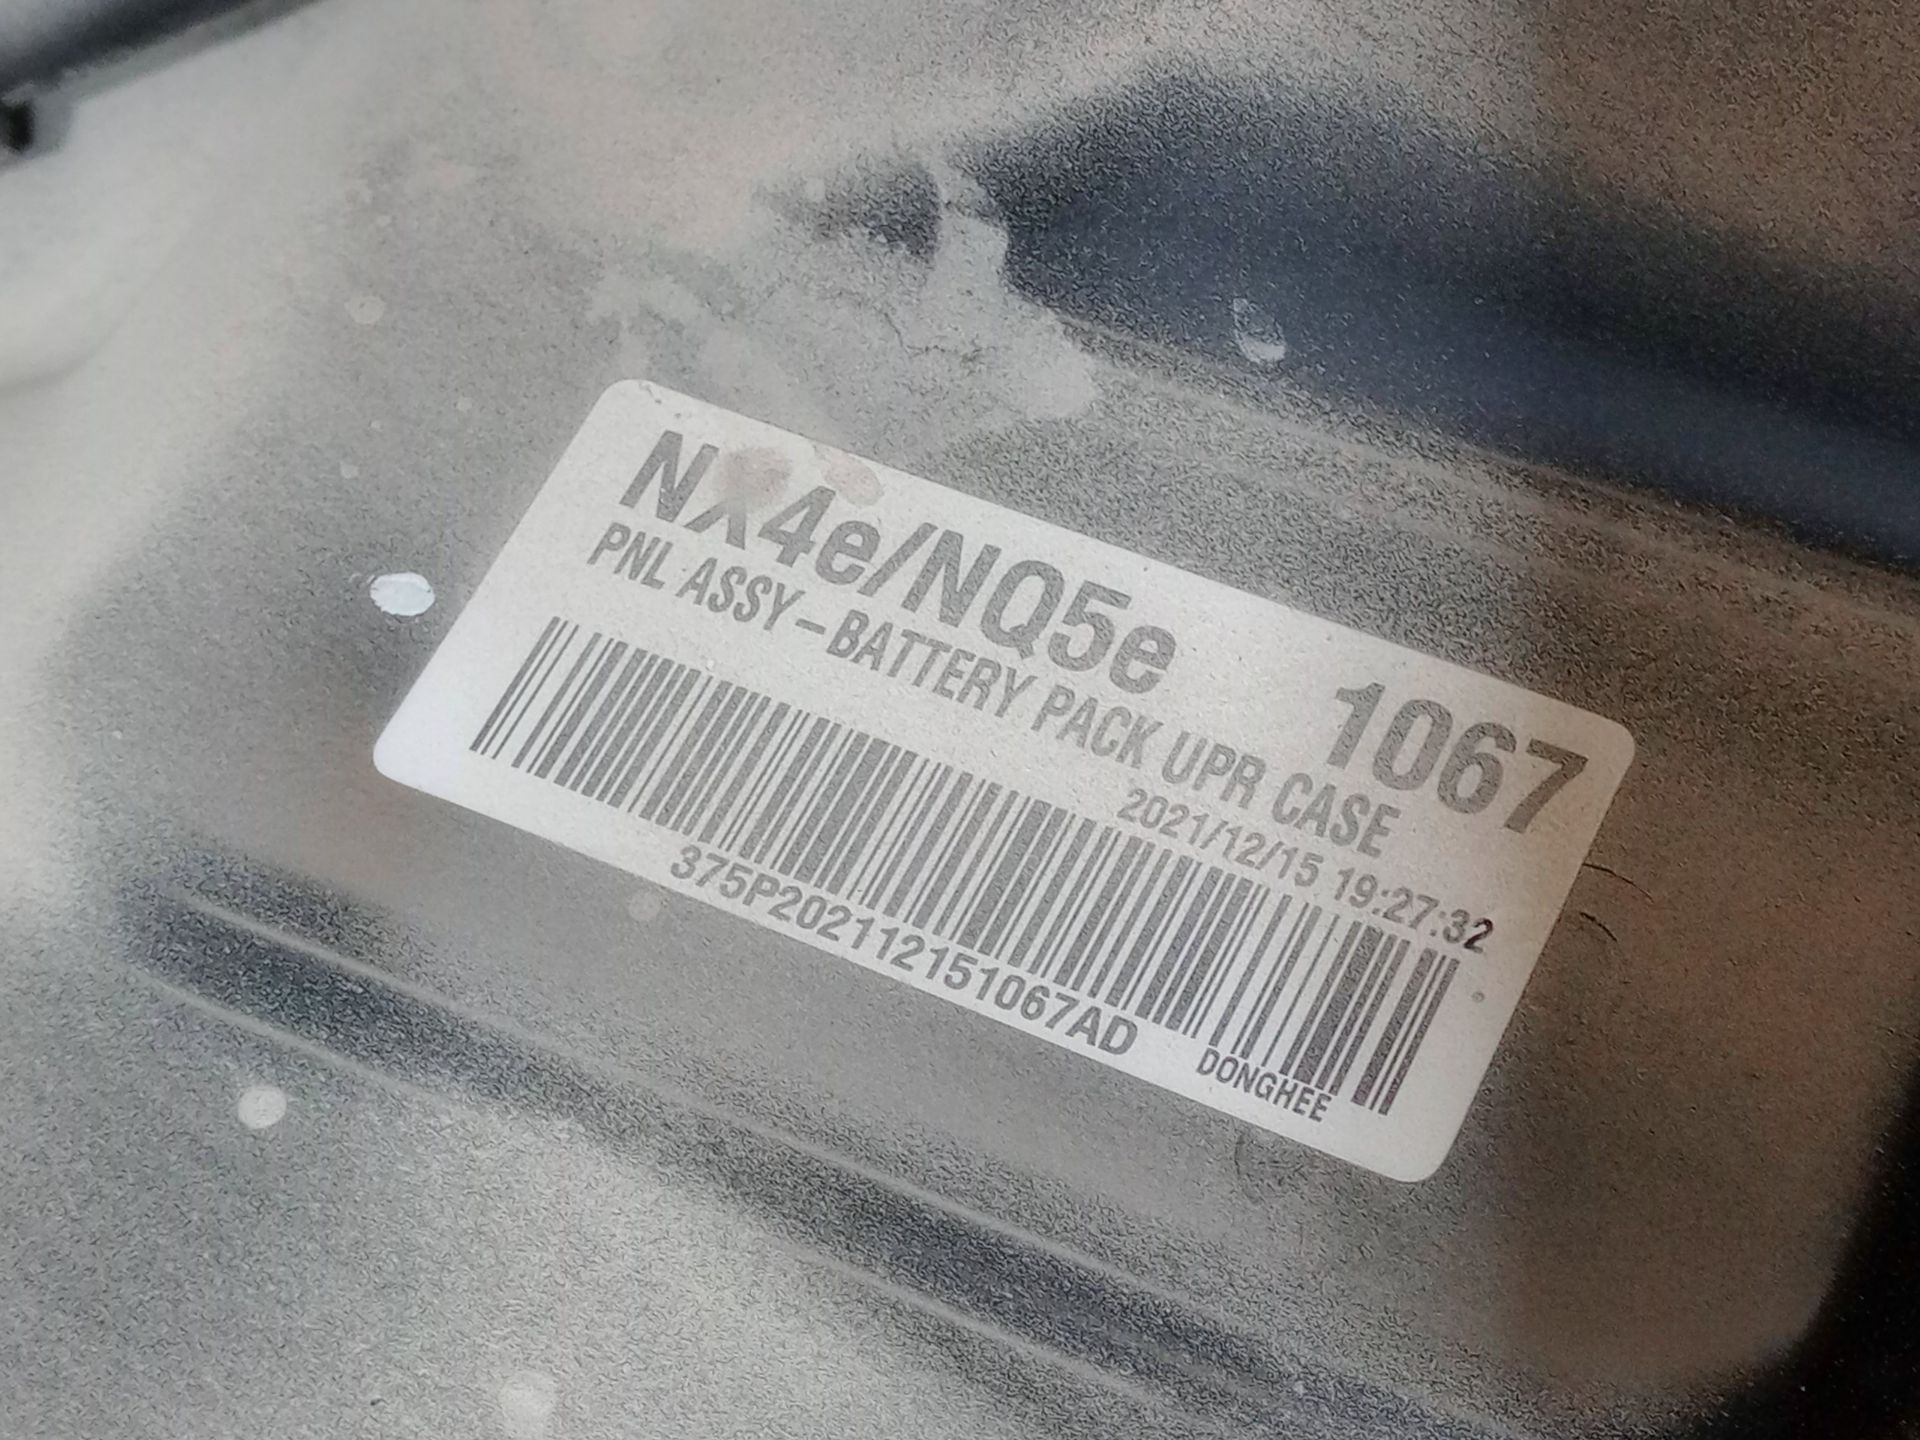 NX4e/NQ5e 1067
PNL ASSY-BATTERY PACK UPR CASE
2021/12/15 19:27:32
375P202112151067AD
DONGHEE